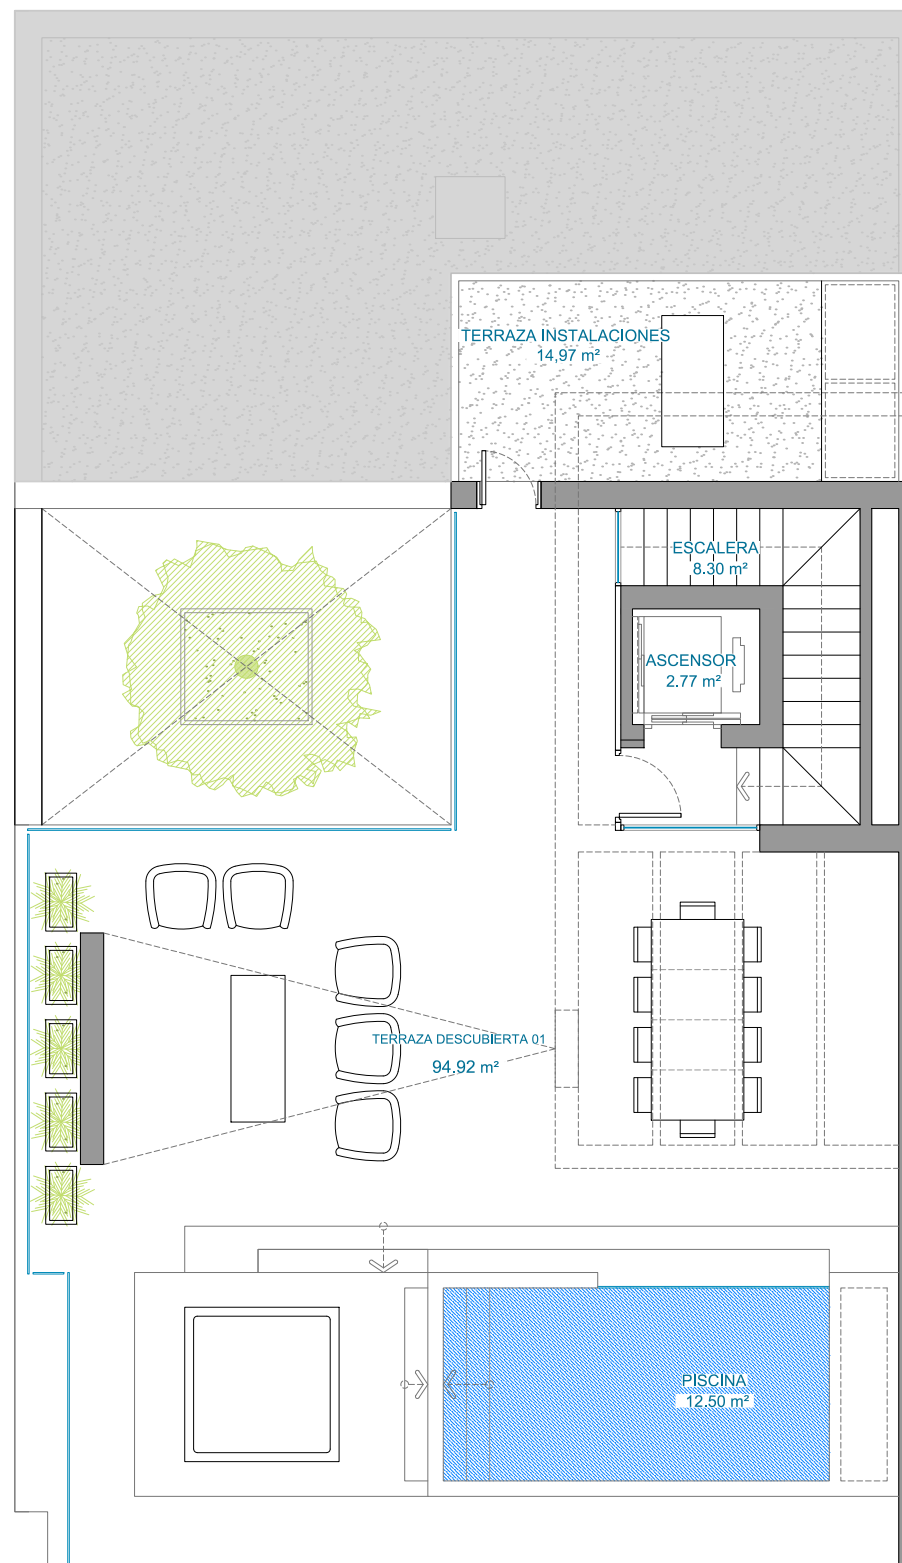 TERRAZA INSTALACIONES
14,97 m²
ESCALERA
8.30 m²
ASCENSOR
2.77 m²
TERRAZA DESCUBIERTA 01
94.92 m²
PISCINA
12.50 m²